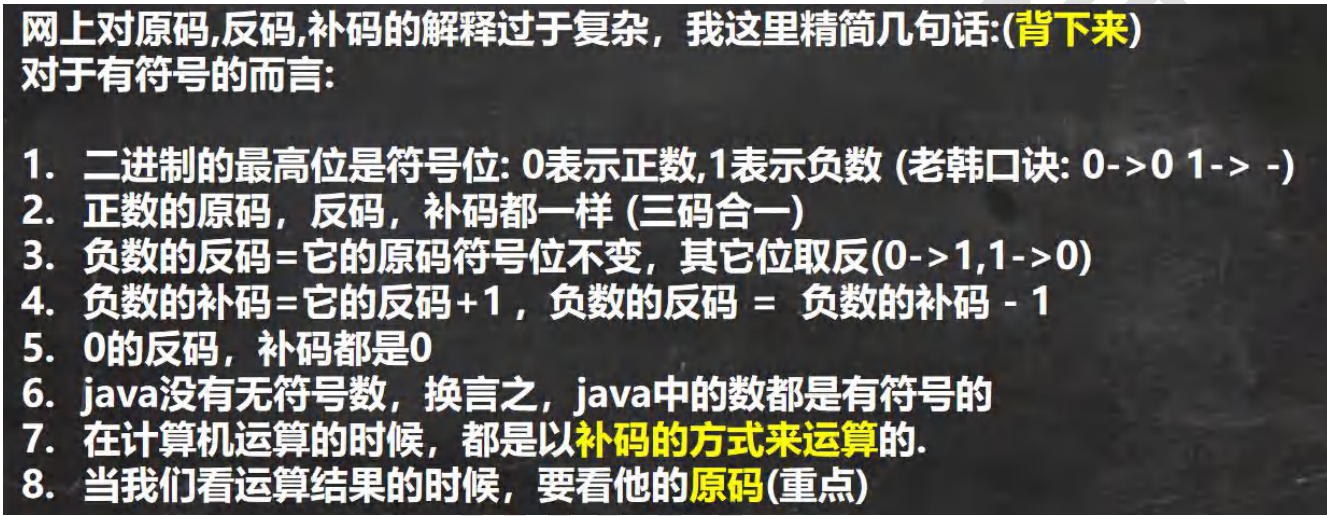 网上对原码,反码,补码的解释过于复杂，我这里精简几句话:(背下来)
对于有符号的而言:
1. 二进制的最高位是符号位: 0表示正数,1表示负数 (老韩口诀: 0->0 1-> -)
2. 正数的原码，反码，补码都一样 (三码合一)
3. 负数的反码=它的原码符号位不变，其它位取反(0->1,1->0)
4. 负数的补码=它的反码+1，负数的反码 = 负数的补码 - 1
5. 0的反码，补码都是0
6. java没有无符号数，换言之，java中的数都是有符号的
7. 在计算机运算的时候，都是以补码的方式来运算的.
8. 当我们看运算结果的时候，要看他的原码(重点)